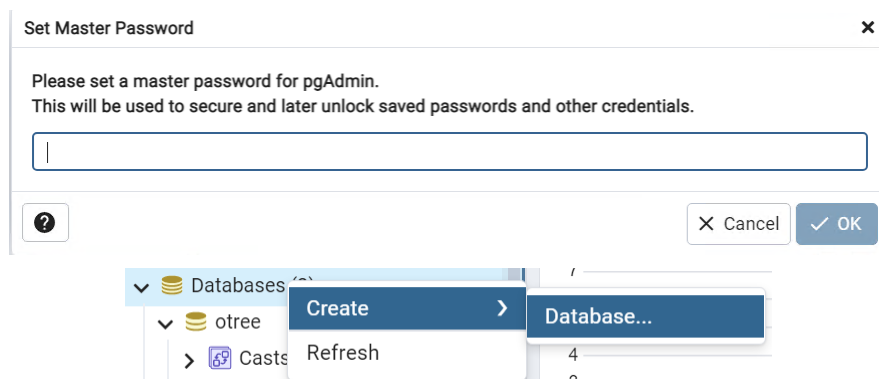 Set Master Password
Please set a master password for pgAdmin.
This will be used to secure and later unlock saved passwords and other credentials.
Cancel
OK
Databases
Create
Database...
otree
Refresh
Casts
4